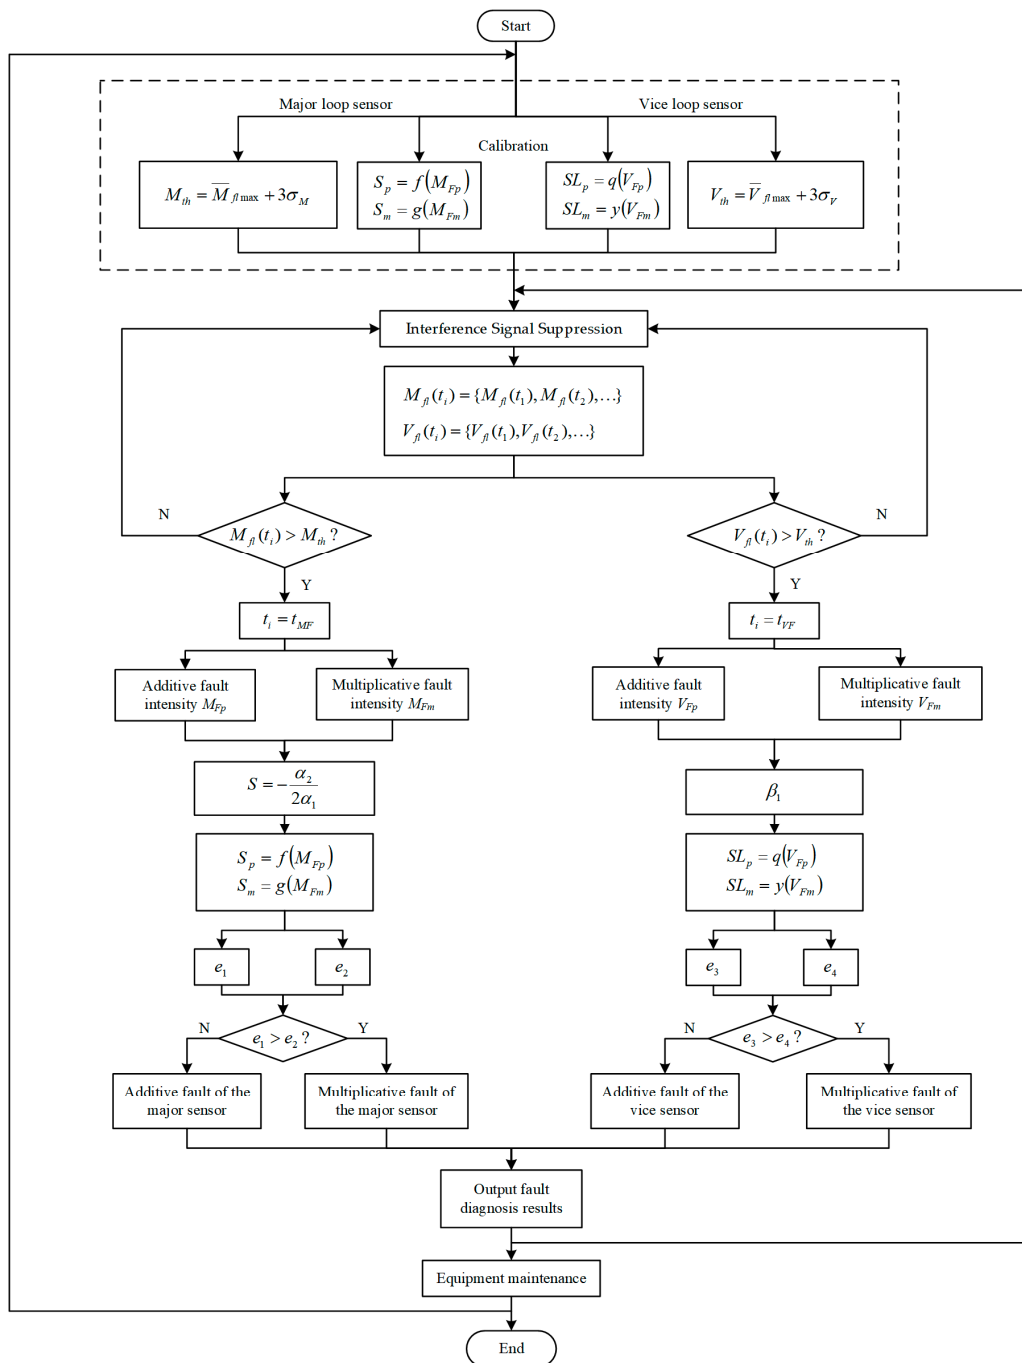 Start
Major loop sensor
Vice loop sensor
Calibration
M_th = M̅_fl max + 3σ_M
S_p = f(M_Fp)
S_m = g(M_Fm)
SL_p = q(V_Fp)
SL_m = y(V_Fm)
V_th = V̅_fl max + 3σ_V
Interference Signal Suppression
M_fl(t_i) = {M_fl(t_1), M_fl(t_2), …}
V_fl(t_i) = {V_fl(t_1), V_fl(t_2), …}
N
M_fl(t_i) > M_th ?
Y
V_fl(t_i) > V_th ?
N
Y
t_i = t_MF
t_i = t_VF
Additive fault
intensity M_Fp
Multiplicative fault
intensity M_Fm
Additive fault
intensity V_Fp
Multiplicative fault
intensity V_Fm
S = −α_2/2α_1
β_1
S_p = f(M_Fp)
S_m = g(M_Fm)
SL_p = q(V_Fp)
SL_m = y(V_Fm)
e_1
e_2
e_3
e_4
N
e_1 > e_2 ?
Y
N
e_3 > e_4 ?
Y
Additive fault of the
major sensor
Multiplicative fault of
the major sensor
Additive fault of the
vice sensor
Multiplicative fault of
the vice sensor
Output fault
diagnosis results
Equipment maintenance
End